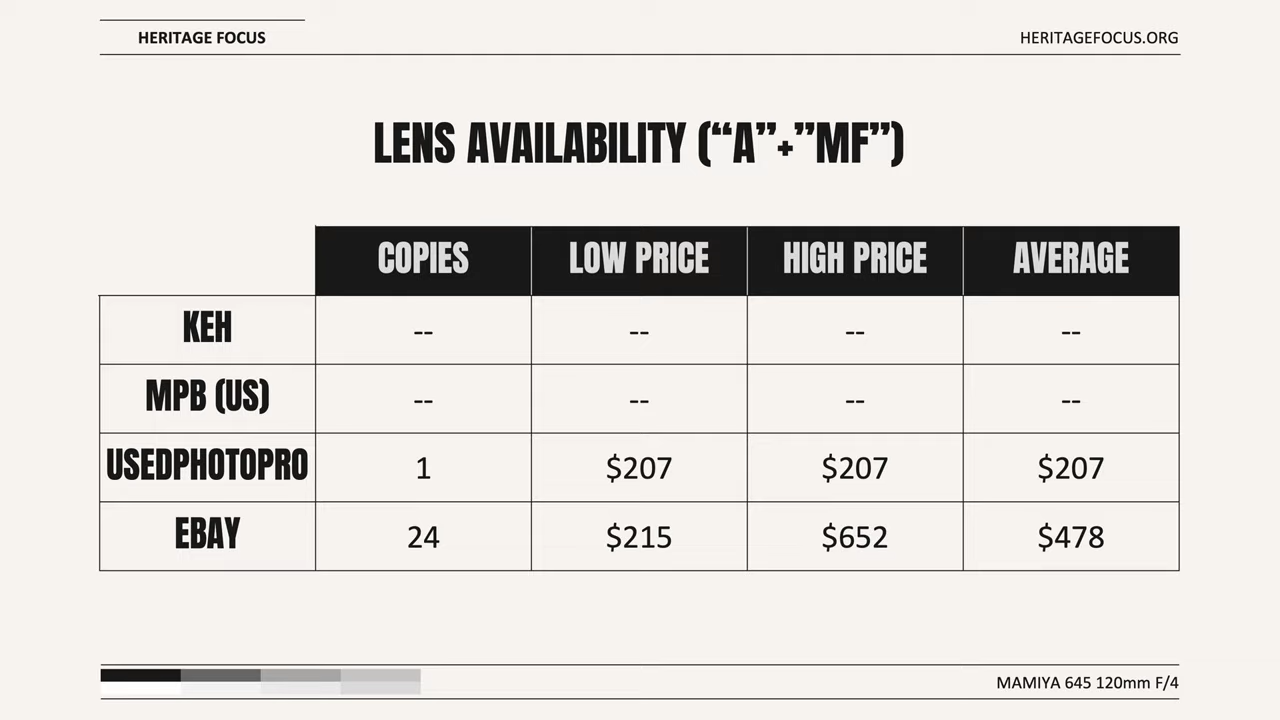 HERITAGE FOCUS
HERITAGEFOCUS.ORG
LENS AVAILABILITY (“A”+”MF”)
COPIES LOW PRICE HIGH PRICE AVERAGE
KEH -- -- -- --
MPB (US) -- -- -- --
USEDPHOTOPRO 1 $207 $207 $207
EBAY 24 $215 $652 $478
MAMIYA 645 120mm F/4